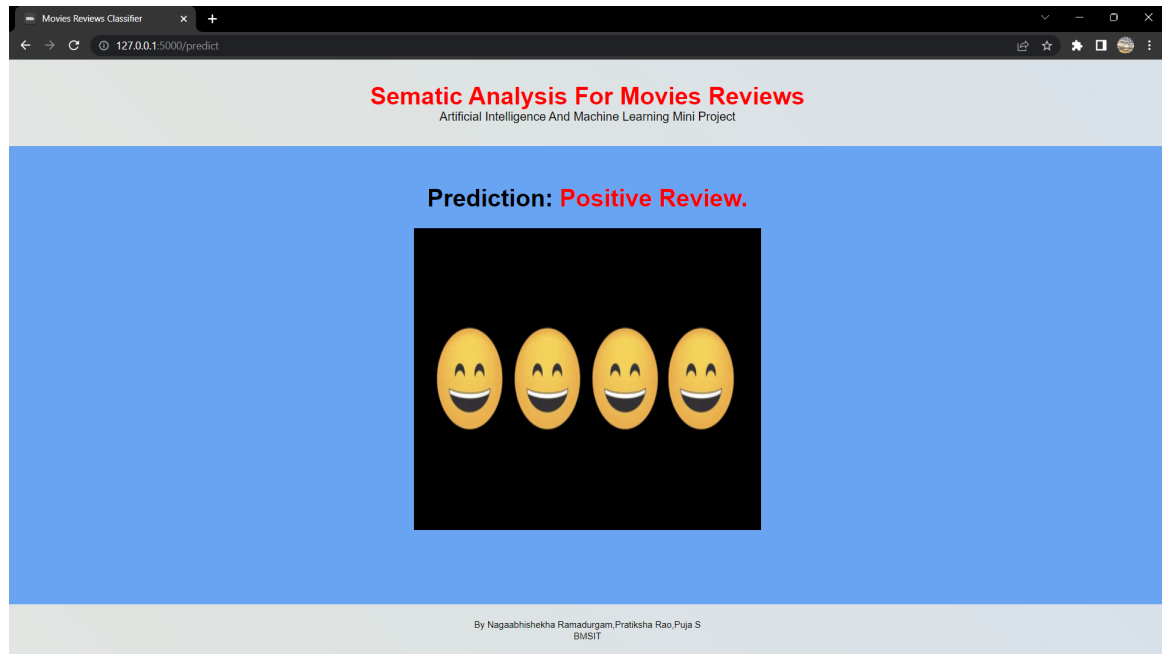 Movies Reviews Classifier
127.0.0.1:5000/predict
Sematic Analysis For Movies Reviews
Artificial Intelligence And Machine Learning Mini Project
Prediction: Positive Review.
By Nagaabhishekha Ramadurgam,Pratiksha Rao,Puja S
BMSIT